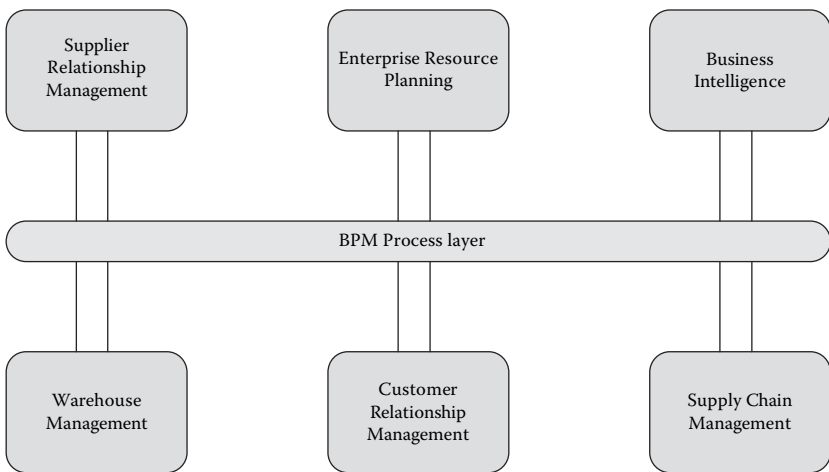 Supplier
Relationship
Management
Enterprise Resource
Planning
Business
Intelligence
BPM Process layer
Warehouse
Management
Customer
Relationship
Management
Supply Chain
Management